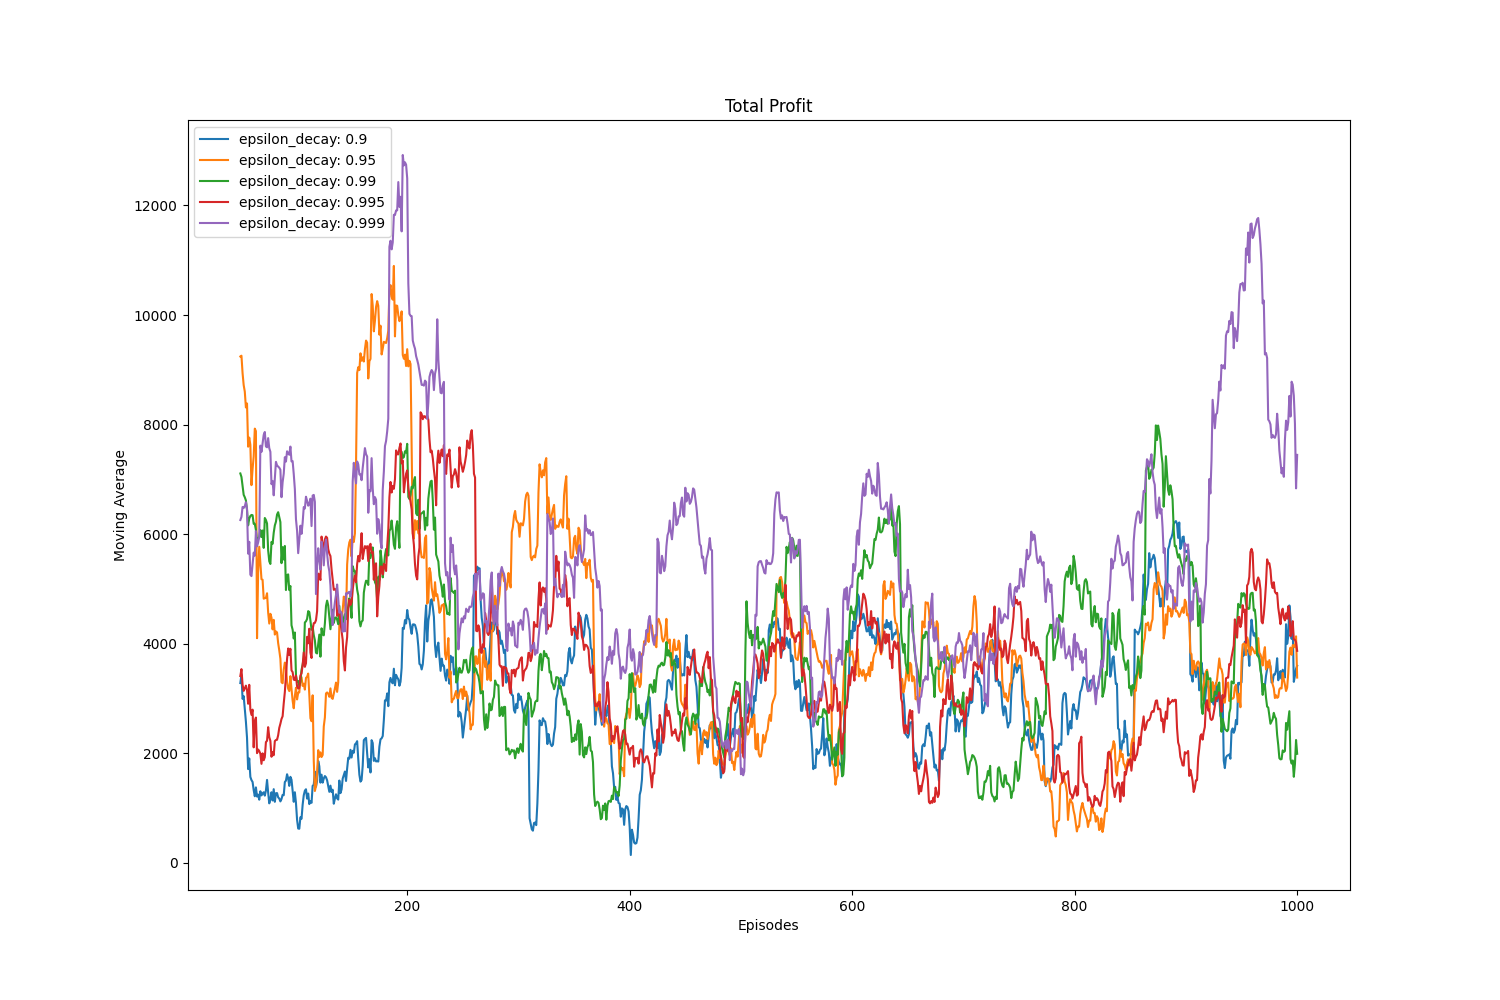 Total Profit
epsilon_decay: 0.9
epsilon_decay: 0.95
epsilon_decay: 0.99
epsilon_decay: 0.995
epsilon_decay: 0.999
12000
10000
8000
6000
4000
2000
0
Moving Average
200 400 600 800 1000
Episodes